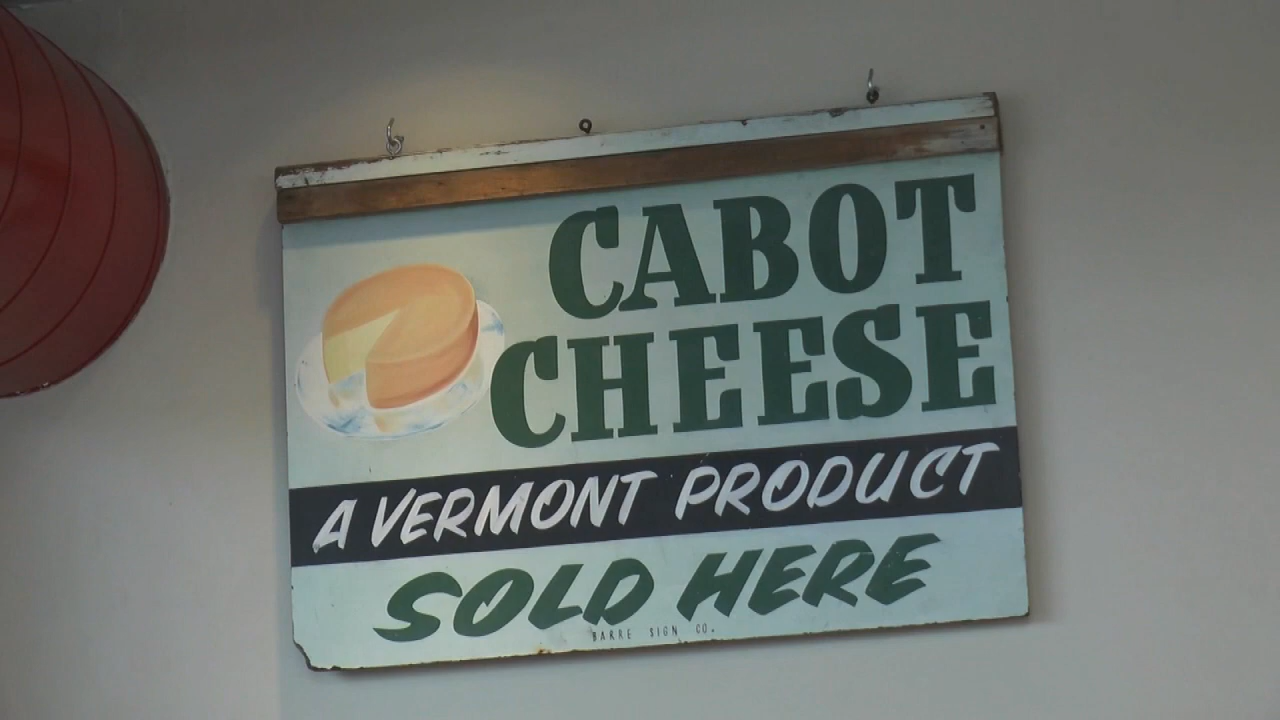 CABOT
CHEESE
A VERMONT PRODUCT
SOLD HERE
BARRE SIGN CO.